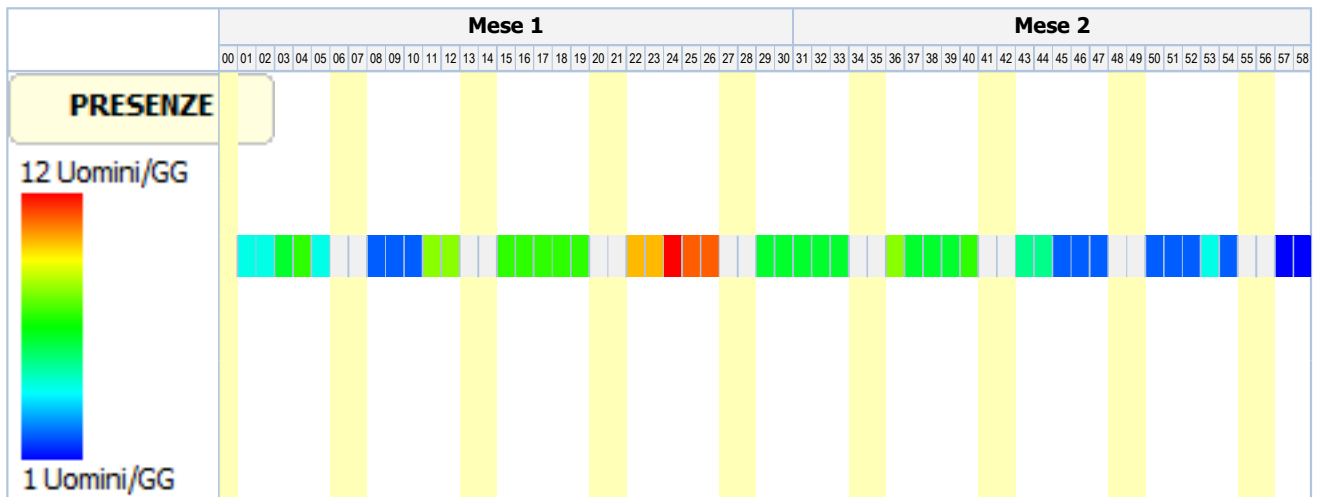 Mese 1 Mese 2
00 01 02 03 04 05 06 07 08 09 10 11 12 13 14 15 16 17 18 19 20 21 22 23 24 25 26 27 28 29 30 31 32 33 34 35 36 37 38 39 40 41 42 43 44 45 46 47 48 49 50 51 52 53 54 55 56 57 58
PRESENZE
12 Uomini/GG
1 Uomini/GG